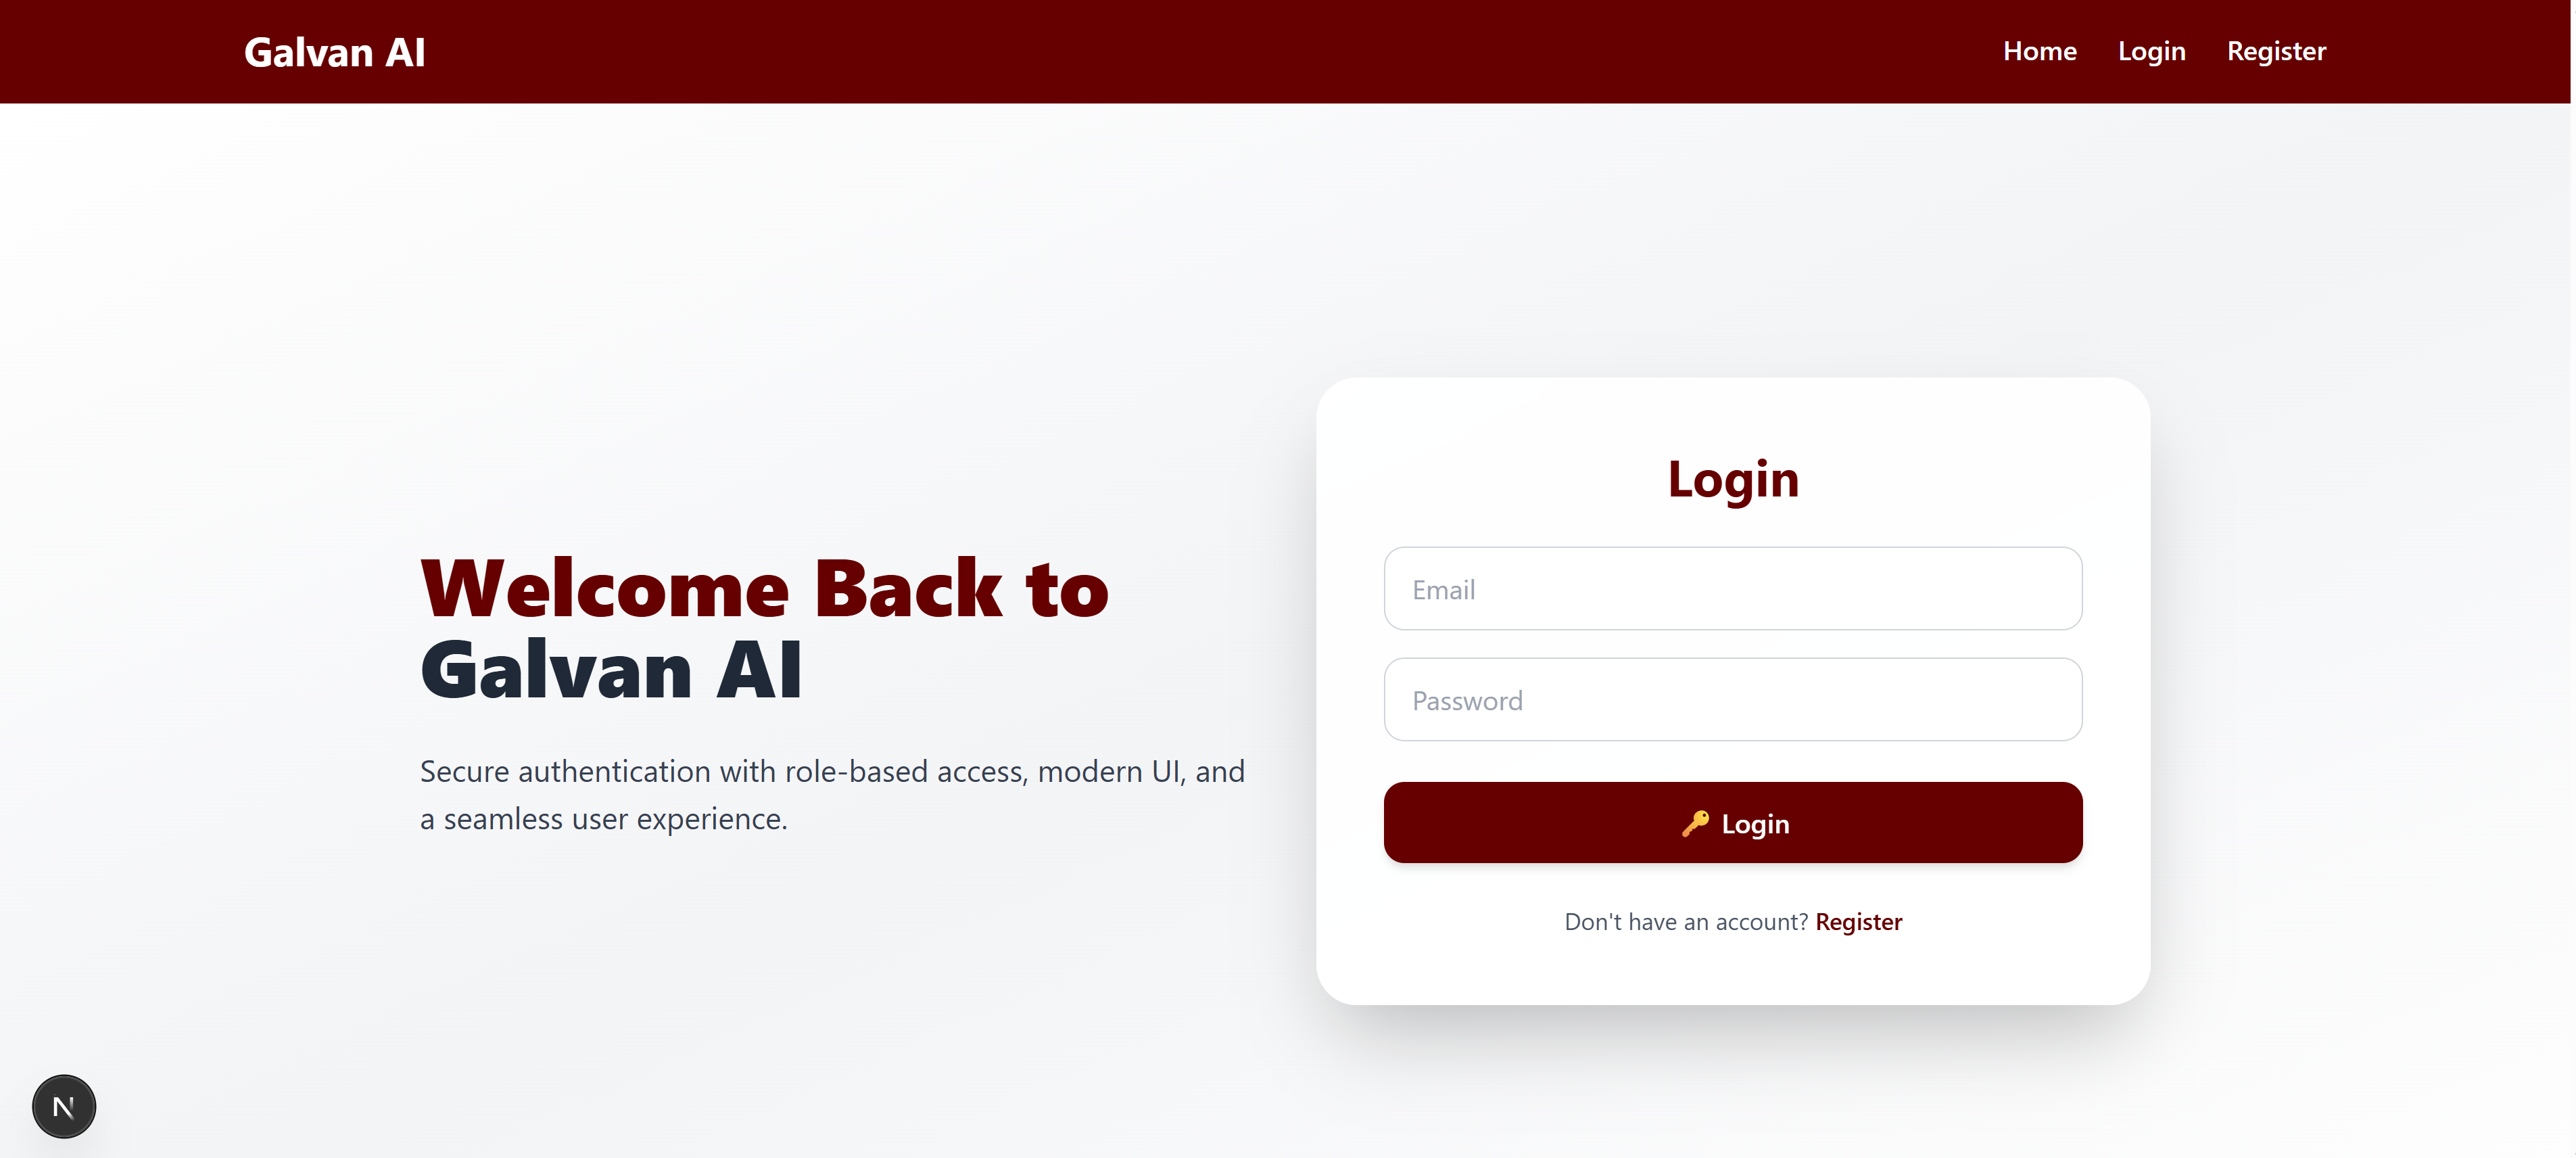 Galvan AI
Home
Login
Register
Welcome Back to
Galvan AI
Secure authentication with role-based access, modern UI, and
a seamless user experience.
Login
Email
Password
🔑 Login
Don't have an account? Register
N